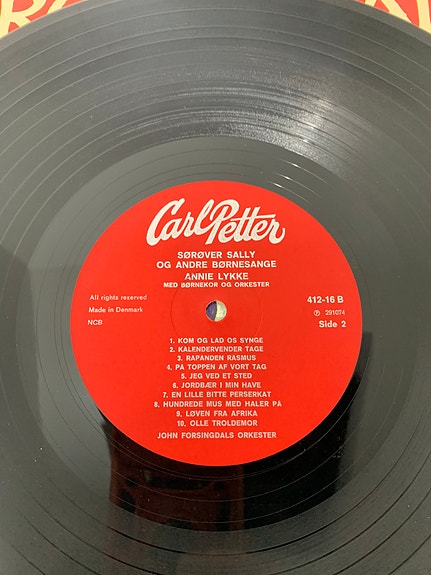 Carl Petter
SØRØVER SALLY
OG ANDRE BØRNESANGE
ANNIE LYKKE
MED BØRNEKOR OG ORKESTER
All rights reserved
Made in Denmark
NCB
412-16 B
Ⓟ 291074
Side 2
1. KOM OG LAD OS SYNGE
2. KALENDERVENDER TAGE
3. RAPANDEN RASMUS
4. PÅ TOPPEN AF VORT TAG
5. JEG VED ET STED
6. JORDBÆR I MIN HAVE
7. EN LILLE BITTE PERSERKAT
8. HUNDREDE MUS MED HALER PÅ
9. LØVEN FRA AFRIKA
10. OLLE TROLDEMOR
JOHN FORSINGDALS ORKESTER